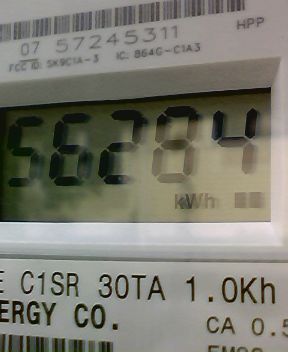 07 57245311
HPP
FCC ID: SK9C1A-3 IC: 864G-C1A3
56284
kWh
C1SR 30TA 1.0Kh
ERGY CO.
CA 0.5